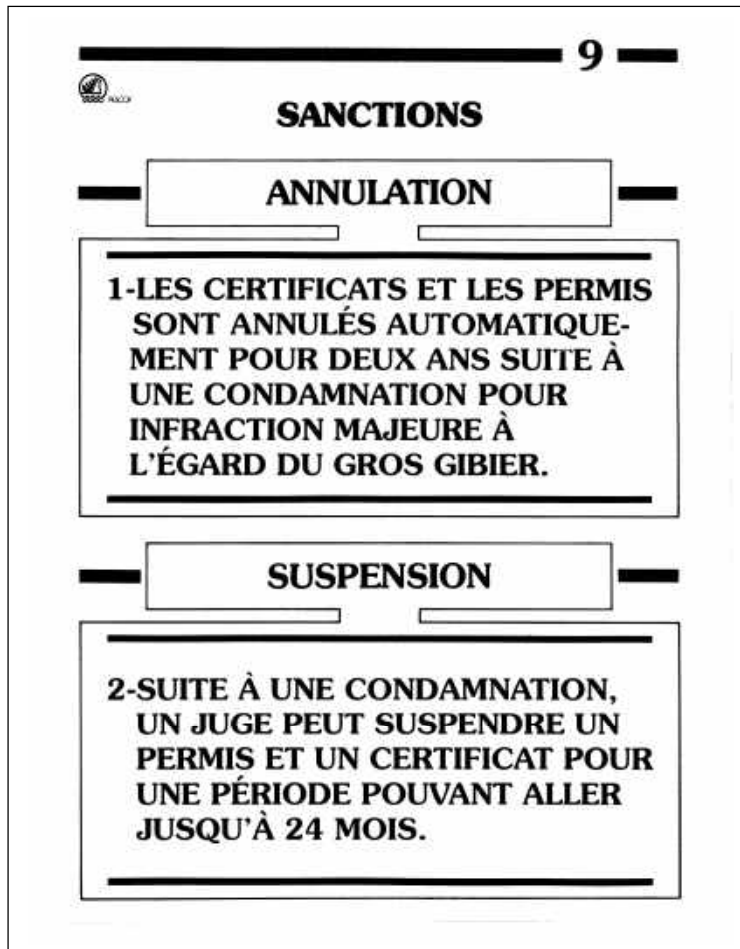 9
SANCTIONS
ANNULATION
1-LES CERTIFICATS ET LES PERMIS
SONT ANNULÉS AUTOMATIQUE-
MENT POUR DEUX ANS SUITE À
UNE CONDAMNATION POUR
INFRACTION MAJEURE À
L'ÉGARD DU GROS GIBIER.
SUSPENSION
2-SUITE À UNE CONDAMNATION,
UN JUGE PEUT SUSPENDRE UN
PERMIS ET UN CERTIFICAT POUR
UNE PÉRIODE POUVANT ALLER
JUSQU'À 24 MOIS.